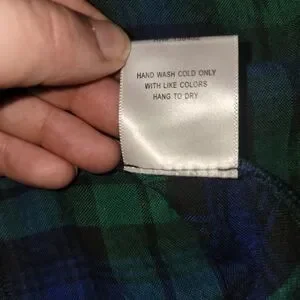 HAND WASH COLD ONLY
WITH LIKE COLORS
HANG TO DRY